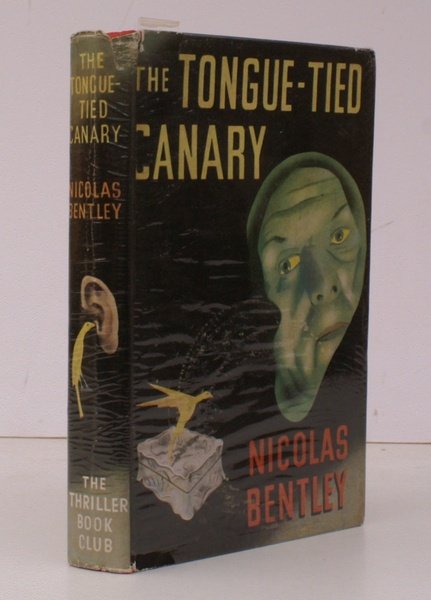 THE
TONGUE-
TIED
CANARY
NICOLAS
BENTLEY
THE
THRILLER
BOOK
CLUB
THE TONGUE-TIED
CANARY
NICOLAS
BENTLEY